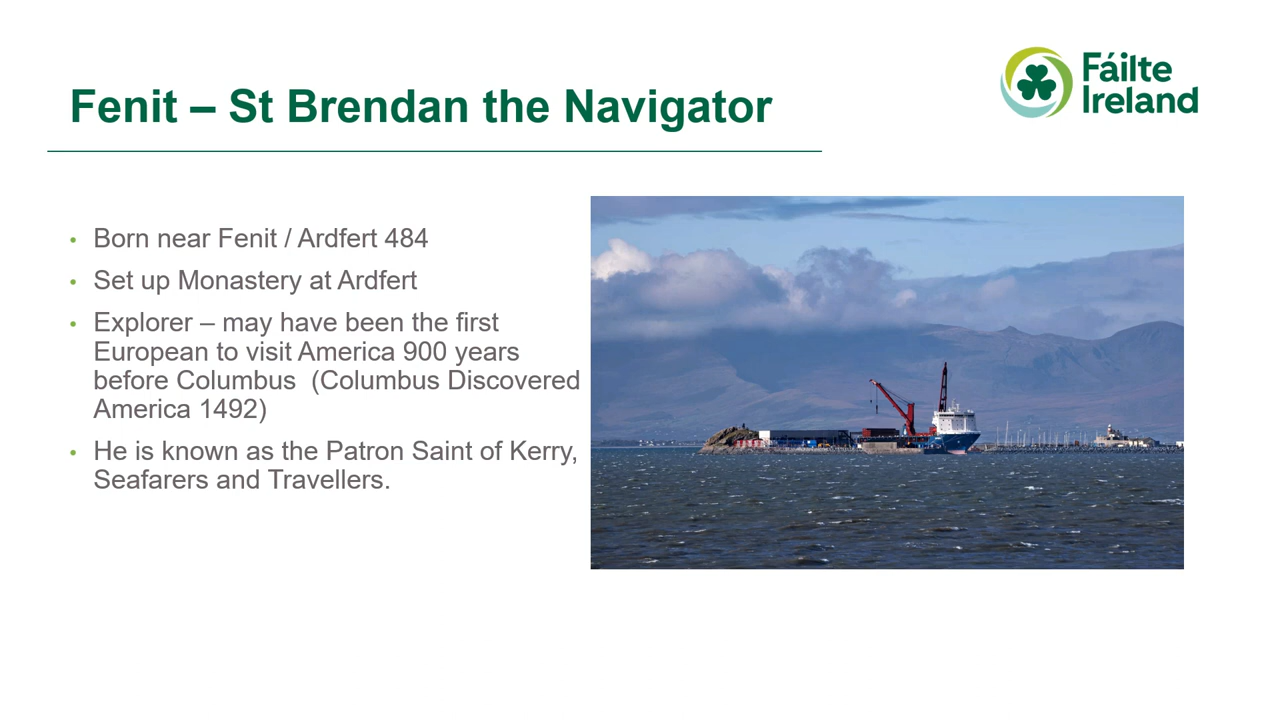 Fenit – St Brendan the Navigator
Fáilte
Ireland
• Born near Fenit / Ardfert 484
• Set up Monastery at Ardfert
• Explorer – may have been the first
European to visit America 900 years
before Columbus  (Columbus Discovered
America 1492)
• He is known as the Patron Saint of Kerry,
Seafarers and Travellers.